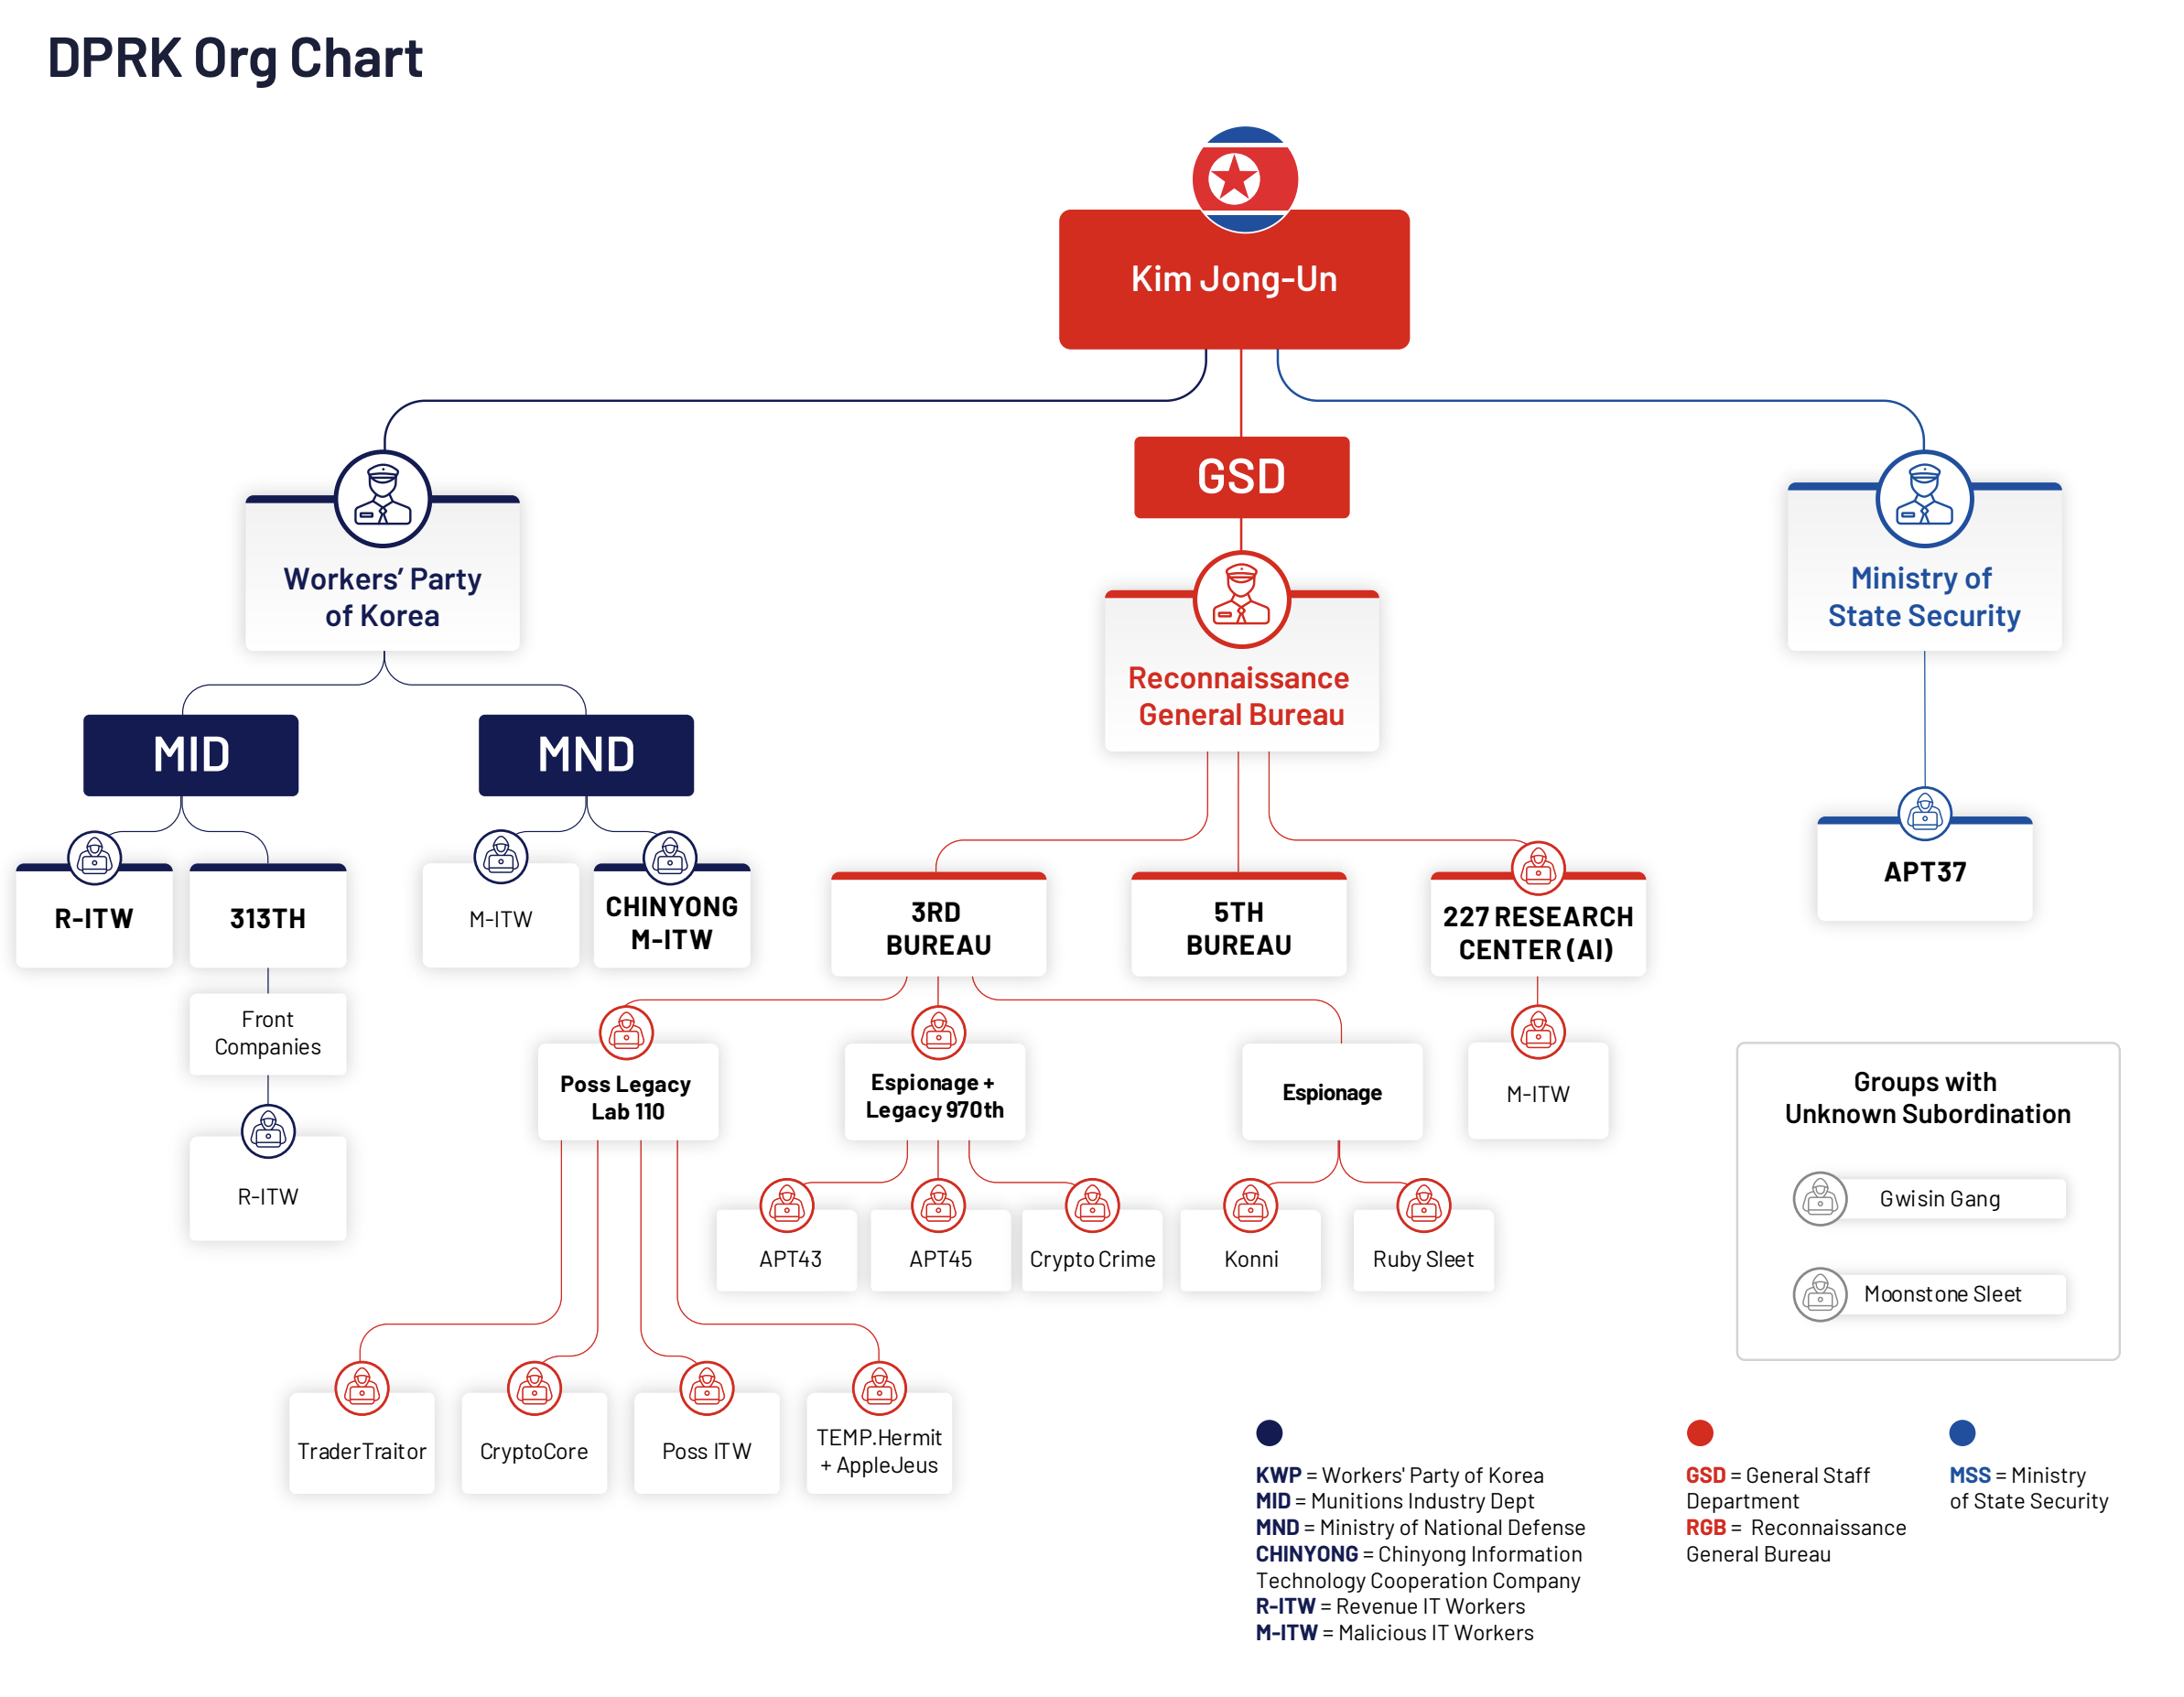 DPRK Org Chart
Kim Jong-Un
GSD
Workers’ Party
of Korea
Reconnaissance
General Bureau
Ministry of
State Security
MID
MND
R-ITW
313TH
M-ITW
CHINYONG
M-ITW
3RD
BUREAU
5TH
BUREAU
227 RESEARCH
CENTER (AI)
APT37
Front
Companies
R-ITW
Poss Legacy
Lab 110
Espionage +
Legacy 970th
Espionage
M-ITW
APT43
APT45
Crypto Crime
Konni
Ruby Sleet
TraderTraitor
CryptoCore
Poss ITW
TEMP.Hermit
+ AppleJeus
Groups with
Unknown Subordination
Gwisin Gang
Moonstone Sleet
KWP = Workers' Party of Korea
MID = Munitions Industry Dept
MND = Ministry of National Defense
CHINYONG = Chinyong Information
Technology Cooperation Company
R-ITW = Revenue IT Workers
M-ITW = Malicious IT Workers
GSD = General Staff
Department
RGB = Reconnaissance
General Bureau
MSS = Ministry
of State Security